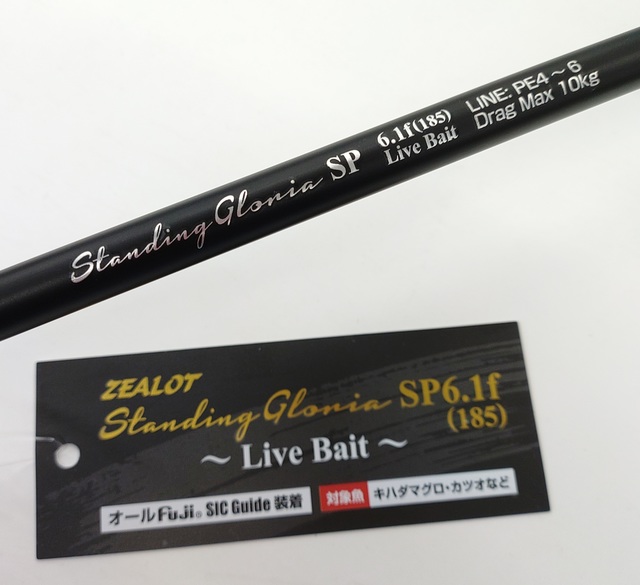 Standing Gloria SP 6.1f(185) LINE: PE4～6
Live Bait Drag Max 10kg
ZEALOT
Standing Gloria SP6.1f
(185)
～ Live Bait ～
オールFuji® SIC Guide 装着 対象魚 キハダマグロ・カツオなど